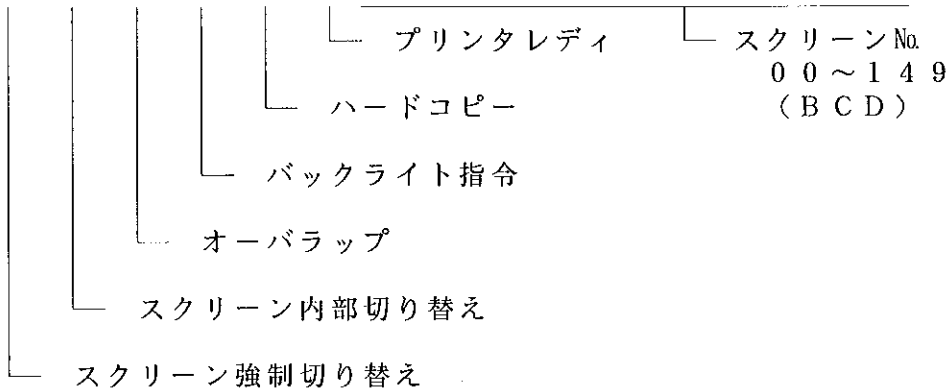 プリンタレディ
スクリーン№
00～149
(BCD)
ハードコピー
バックライト指令
オーバラップ
スクリーン内部切り替え
スクリーン強制切り替え